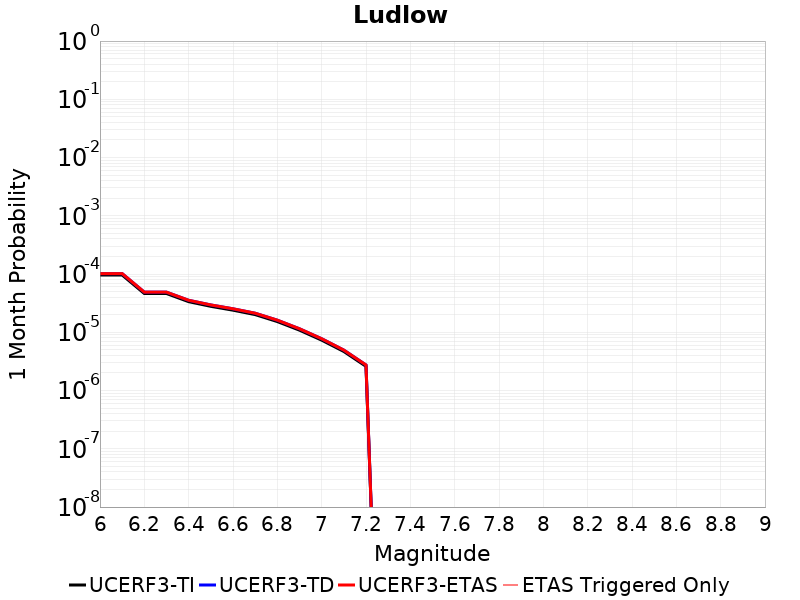 Ludlow
1 Month Probability
10^0
10^-1
10^-2
10^-3
10^-4
10^-5
10^-6
10^-7
10^-8
6 6.2 6.4 6.6 6.8 7 7.2 7.4 7.6 7.8 8 8.2 8.4 8.6 8.8 9
Magnitude
UCERF3-TI UCERF3-TD UCERF3-ETAS ETAS Triggered Only